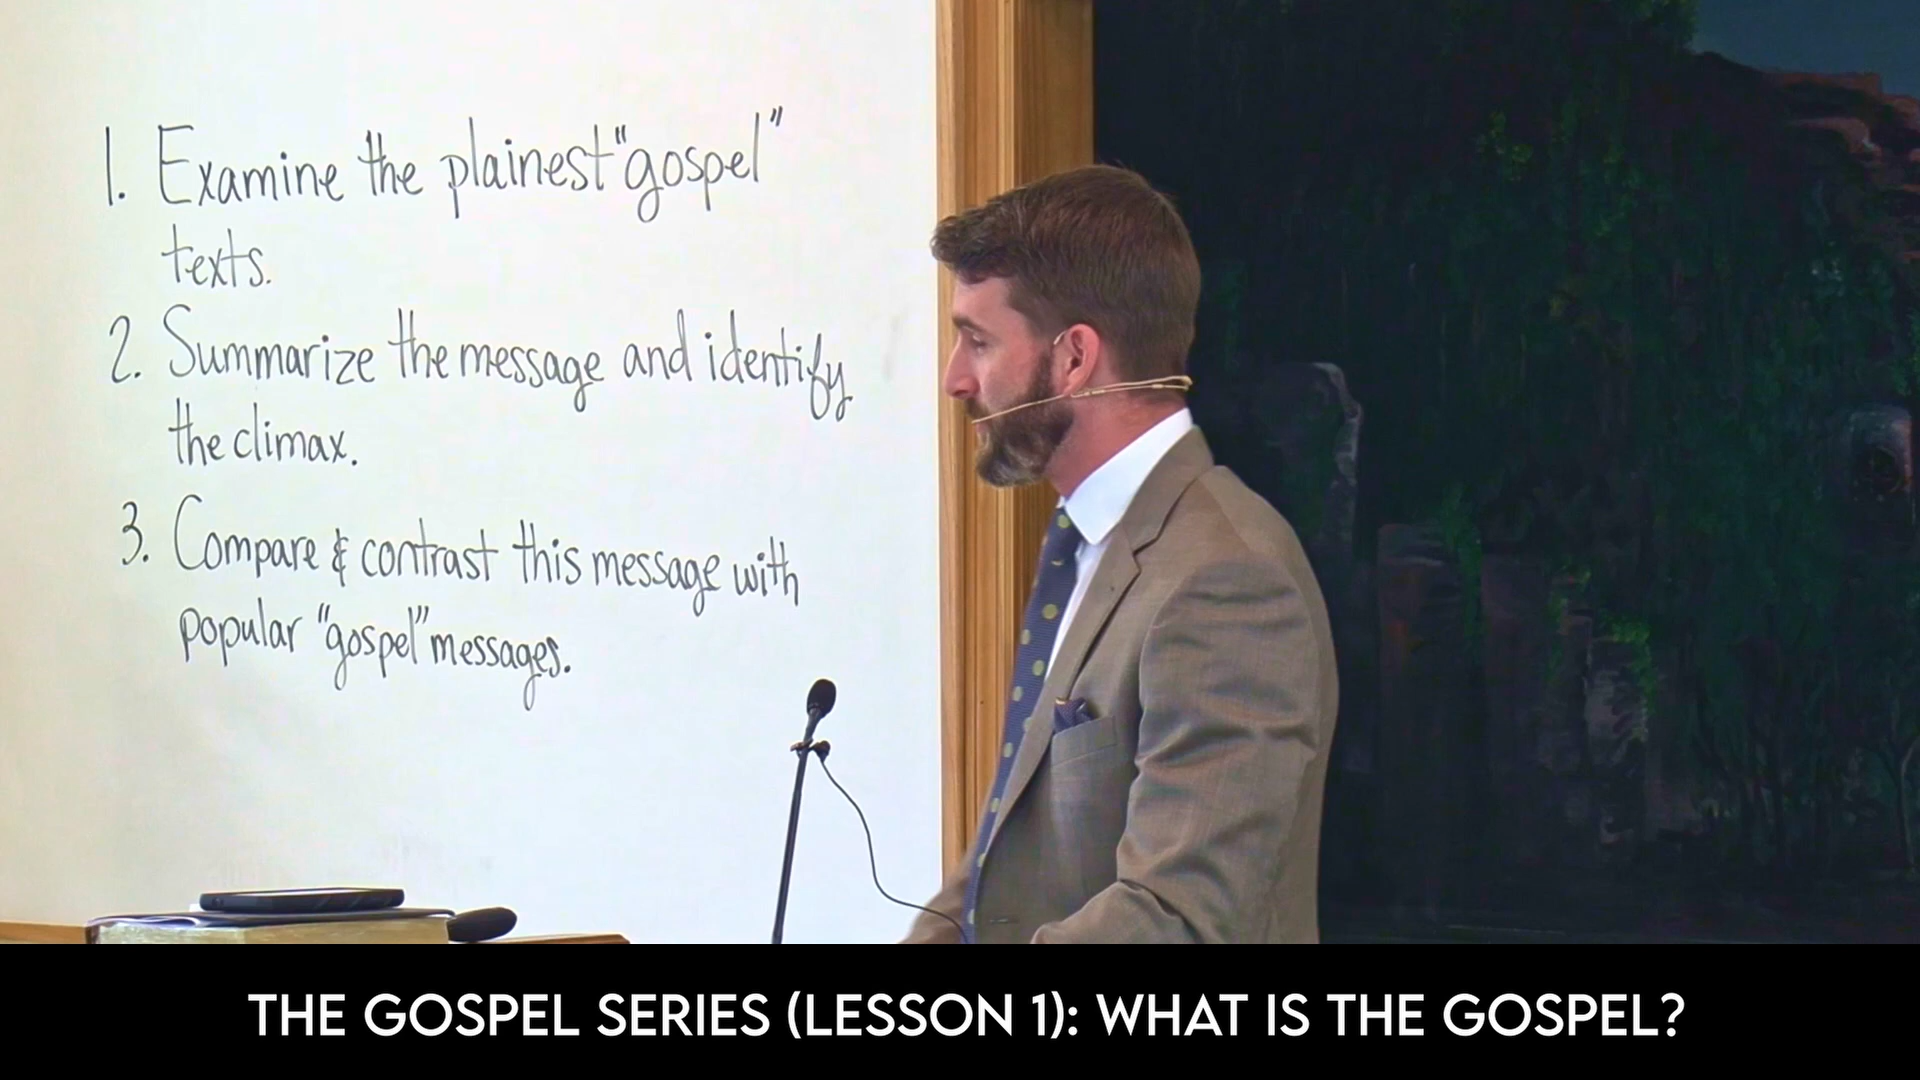 1. Examine the plainest "gospel"
texts.
2. Summarize the message and identify
the climax.
3. Compare & contrast this message with
popular "gospel" messages.
THE GOSPEL SERIES (LESSON 1): WHAT IS THE GOSPEL?